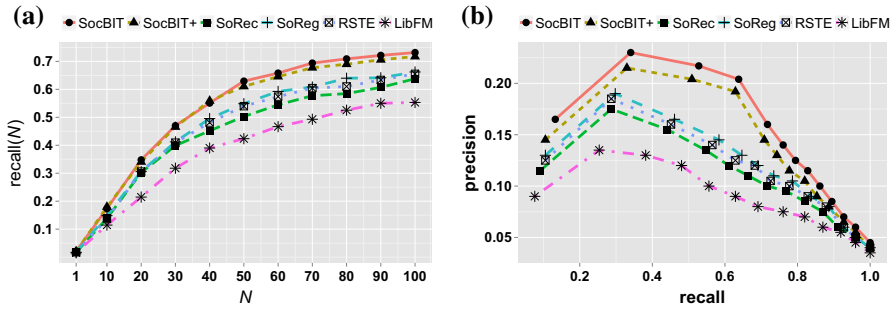 (a)
SocBIT SocBIT+ SoRec SoReg RSTE LibFM
recall(N)
0.7
0.6
0.5
0.4
0.3
0.2
0.1
1 10 20 30 40 50 60 70 80 90 100
N
(b)
SocBIT SocBIT+ SoRec SoReg RSTE LibFM
precision
0.20
0.15
0.10
0.05
0.2 0.4 0.6 0.8 1.0
recall